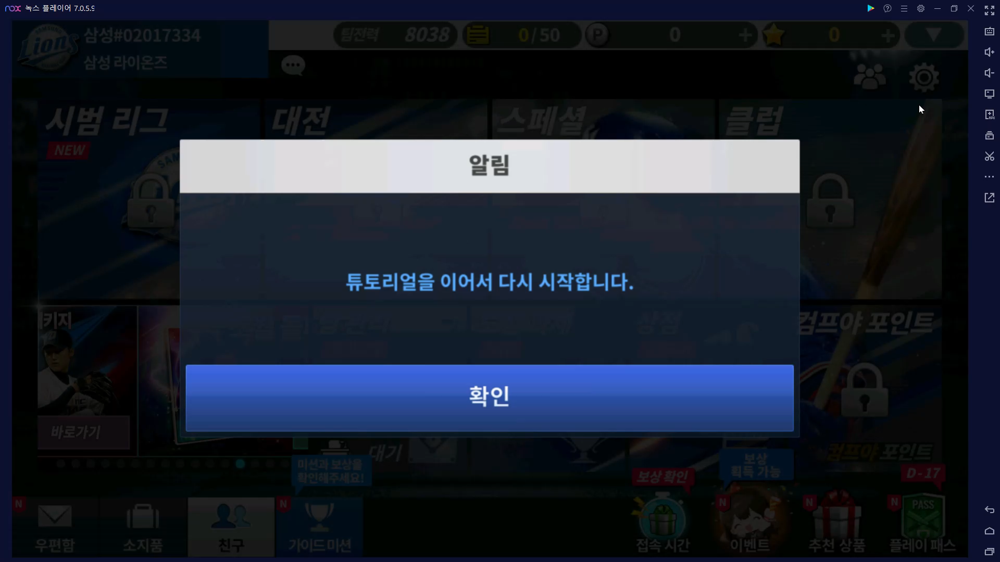 nox 녹스 플레이어 7.0.5.9
Lions
삼성#02017334
삼성 라이온즈
팀전력 8038
0/50
P 0 +
0 +
시범 리그
NEW
대전
스페셜
클럽
알림
튜토리얼을 이어서 다시 시작합니다.
상점
키지
컴프야 포인트
확인
바로가기
대기
컴프야 포인트
미션과 보상을
확인해주세요!
보상 확인
보상
획득 가능
D-17
N
우편함
소지품
친구
N
가이드 미션
접속 시간
N
이벤트
N
추천 상품
N
PASS
플레이 패스